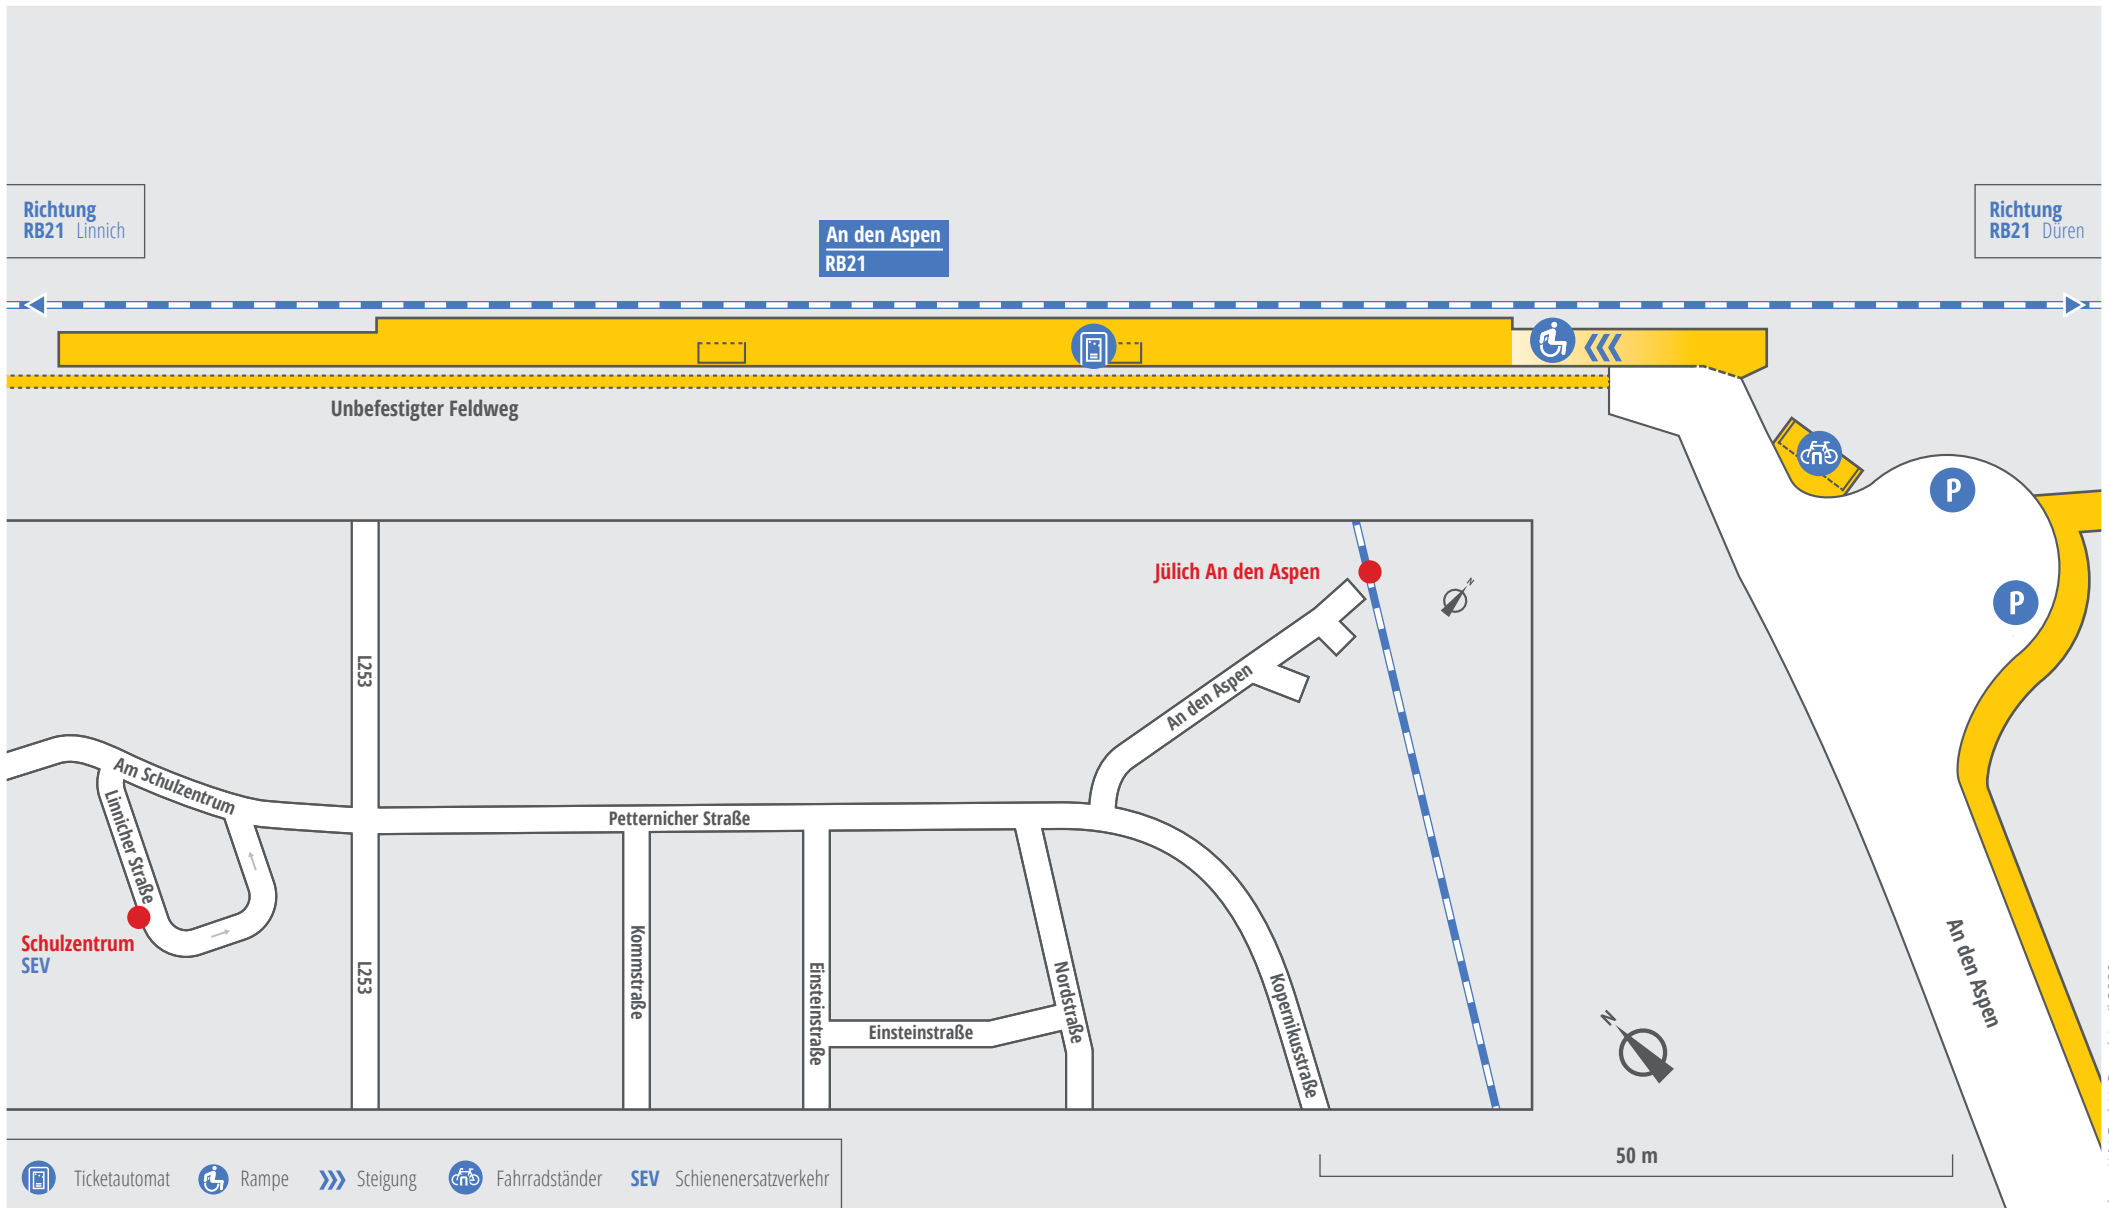 Richtung
RB21 Linnich
An den Aspen
RB21
Richtung
RB21 Düren
Unbefestigter Feldweg
P
P
Jülich An den Aspen
N
L253
An den Aspen
Am Schulzentrum
Linnicher Straße
Petternicher Straße
Schulzentrum
SEV
L253
Kommstraße
Einsteinstraße
Einsteinstraße
Nordstraße
Kopernikusstraße
An den Aspen
N
50 m
Ticketautomat
Rampe
Steigung
Fahrradständer
SEV Schienenersatzverkehr